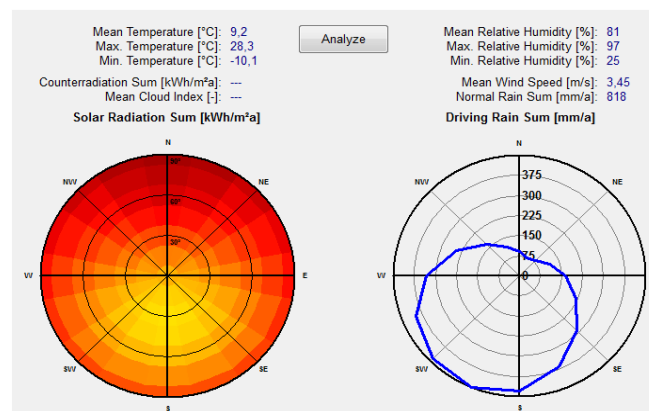 Mean Temperature [°C]: 9,2
Max. Temperature [°C]: 28,3
Min. Temperature [°C]: -10,1
Counterradiation Sum [kWh/m²a]: ---
Mean Cloud Index [-]: ---
Analyze
Mean Relative Humidity [%]: 81
Max. Relative Humidity [%]: 97
Min. Relative Humidity [%]: 25
Mean Wind Speed [m/s]: 3,45
Normal Rain Sum [mm/a]: 818
Solar Radiation Sum [kWh/m²a]
N
NW
NE
90°
60°
30°
W
E
SW
SE
S
Driving Rain Sum [mm/a]
N
NW
NE
375
300
225
150
75
0
W
E
SW
SE
S